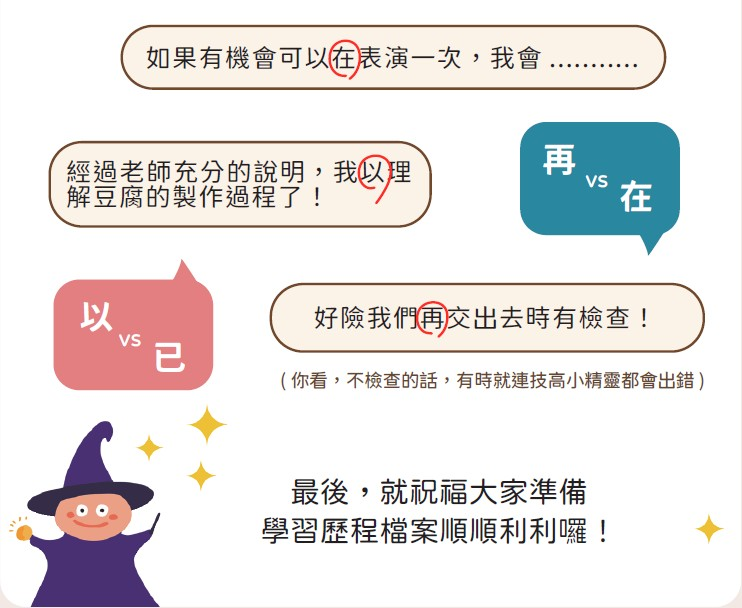 如果有機會可以在表演一次，我會 ...........
經過老師充分的說明，我以理
解豆腐的製作過程了！
再
vs
在
以
vs
已
好險我們再交出去時有檢查！
( 你看，不檢查的話，有時就連技高小精靈都會出錯 )
最後，就祝福大家準備
學習歷程檔案順順利利囉！